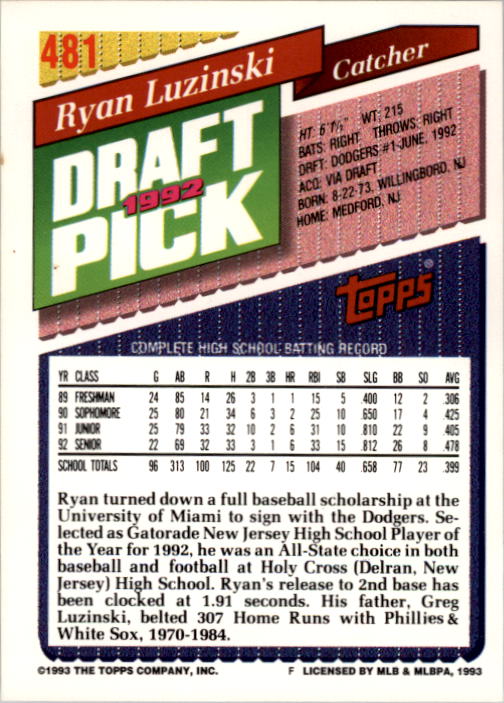 481
Ryan Luzinski
Catcher
DRAFT
1992
PICK
HT: 6'1½" WT: 215
BATS: RIGHT THROWS: RIGHT
DRFT: DODGERS #1-JUNE, 1992
ACQ: VIA DRAFT
BORN: 8-22-73, WILLINGBORO, NJ
HOME: MEDFORD, NJ
TOPPS®
COMPLETE HIGH SCHOOL BATTING RECORD
YR CLASS G AB R H 2B 3B HR RBI SB SLG BB SO AVG
89 FRESHMAN 24 85 14 26 3 1 1 15 5 .400 12 2 .306
90 SOPHOMORE 25 80 21 34 6 3 2 25 10 .650 17 4 .425
91 JUNIOR 25 79 33 32 10 2 6 31 10 .810 22 9 .405
92 SENIOR 22 69 32 33 3 1 6 33 15 .812 26 8 .478
SCHOOL TOTALS 96 313 100 125 22 7 15 104 40 .658 77 23 .399
Ryan turned down a full baseball scholarship at the
University of Miami to sign with the Dodgers. Se-
lected as Gatorade New Jersey High School Player of
the Year for 1992, he was an All-State choice in both
baseball and football at Holy Cross (Delran, New
Jersey) High School. Ryan's release to 2nd base has
been clocked at 1.91 seconds. His father, Greg
Luzinski, belted 307 Home Runs with Phillies &
White Sox, 1970-1984.
©1993 THE TOPPS COMPANY, INC. F LICENSED BY MLB & MLBPA, 1993